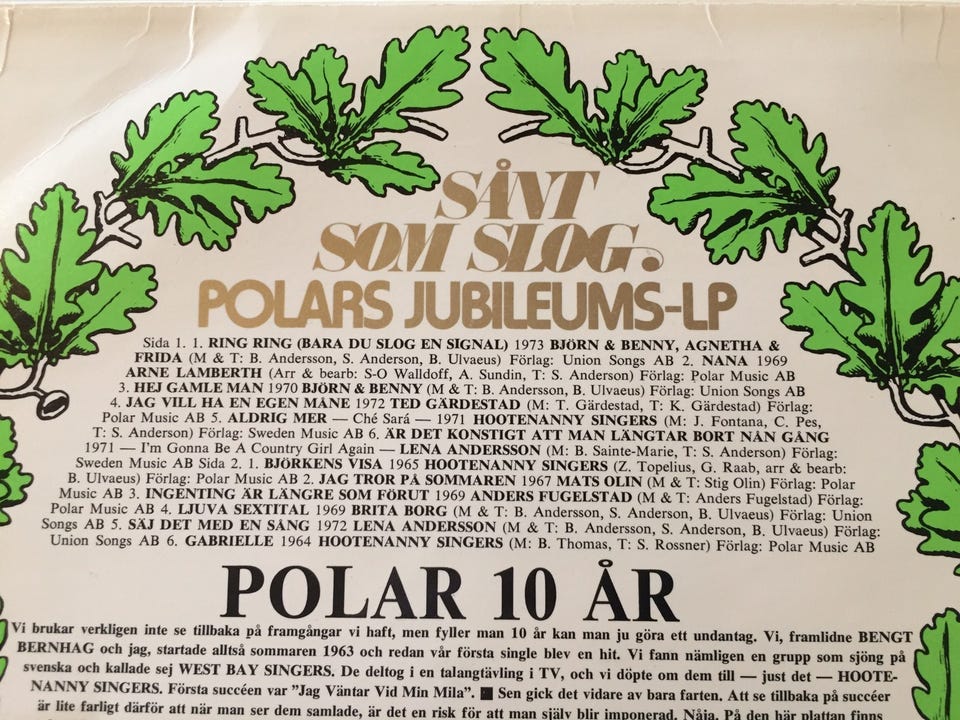 SÅNT
SOM SLOG.
POLARS JUBILEUMS-LP
Sida 1. 1. RING RING (BARA DU SLOG EN SIGNAL) 1973 BJÖRN & BENNY, AGNETHA &
FRIDA (M & T: B. Andersson, S. Anderson, B. Ulvaeus) Förlag: Union Songs AB 2. NANA 1969
ARNE LAMBERTH (Arr & bearb: S-O Walldoff, A. Sundin, T: S. Anderson) Förlag: Polar Music AB
3. HEJ GAMLE MAN 1970 BJÖRN & BENNY (M & T: B. Andersson, B. Ulvaeus) Förlag: Union Songs AB
4. JAG VILL HA EN EGEN MÅNE 1972 TED GÄRDESTAD (M: T. Gärdestad, T: K. Gärdestad) Förlag:
Polar Music AB 5. ALDRIG MER — Ché Sará — 1971 HOOTENANNY SINGERS (M: J. Fontana, C. Pes,
T: S. Anderson) Förlag: Sweden Music AB 6. ÄR DET KONSTIGT ATT MAN LÄNGTAR BORT NÅN GÅNG
1971 — I'm Gonna Be A Country Girl Again — LENA ANDERSSON (M: B. Sainte-Marie, T: S. Anderson) Förlag:
Sweden Music AB Sida 2. 1. BJÖRKENS VISA 1965 HOOTENANNY SINGERS (Z. Topelius, G. Raab, arr & bearb:
B. Ulvaeus) Förlag: Polar Music AB 2. JAG TROR PÅ SOMMAREN 1967 MATS OLIN (M & T: Stig Olin) Förlag: Polar
Music AB 3. INGENTING ÄR LÄNGRE SOM FÖRUT 1969 ANDERS FUGELSTAD (M & T: Anders Fugelstad) Förlag:
Polar Music AB 4. LJUVA SEXTITAL 1969 BRITA BORG (M & T: B. Andersson, S. Anderson, B. Ulvaeus) Förlag: Union
Songs AB 5. SÄJ DET MED EN SÅNG 1972 LENA ANDERSSON (M & T: B. Andersson, S. Anderson, B. Ulvaeus) Förlag:
Union Songs AB 6. GABRIELLE 1964 HOOTENANNY SINGERS (M: B. Thomas, T: S. Rossner) Förlag: Polar Music AB
POLAR 10 ÅR
Vi brukar verkligen inte se tillbaka på framgångar vi haft, men fyller man 10 år kan man ju göra ett undantag. Vi, framlidne BENGT
BERNHAG och jag, startade alltså sommaren 1963 och redan vår första single blev en hit. Vi fann nämligen en grupp som sjöng på
svenska och kallade sej WEST BAY SINGERS. De deltog i en talangtävling i TV, och vi döpte om dem till — just det — HOOTE-
NANNY SINGERS. Första succéen var "Jag Väntar Vid Min Mila". ■ Sen gick det vidare av bara farten. Att se tillbaka på succéer
är lite farligt därför att när man ser dem samlade, är det en risk för att man själv blir imponerad. Nåja. På den här plattan finns